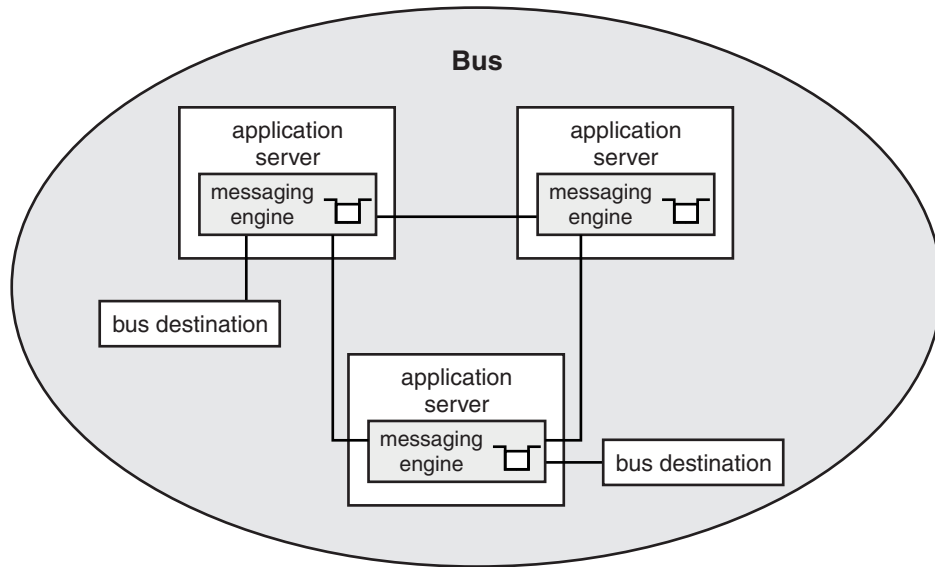 Bus
application
server
messaging
engine
application
server
messaging
engine
bus destination
application
server
messaging
engine
bus destination